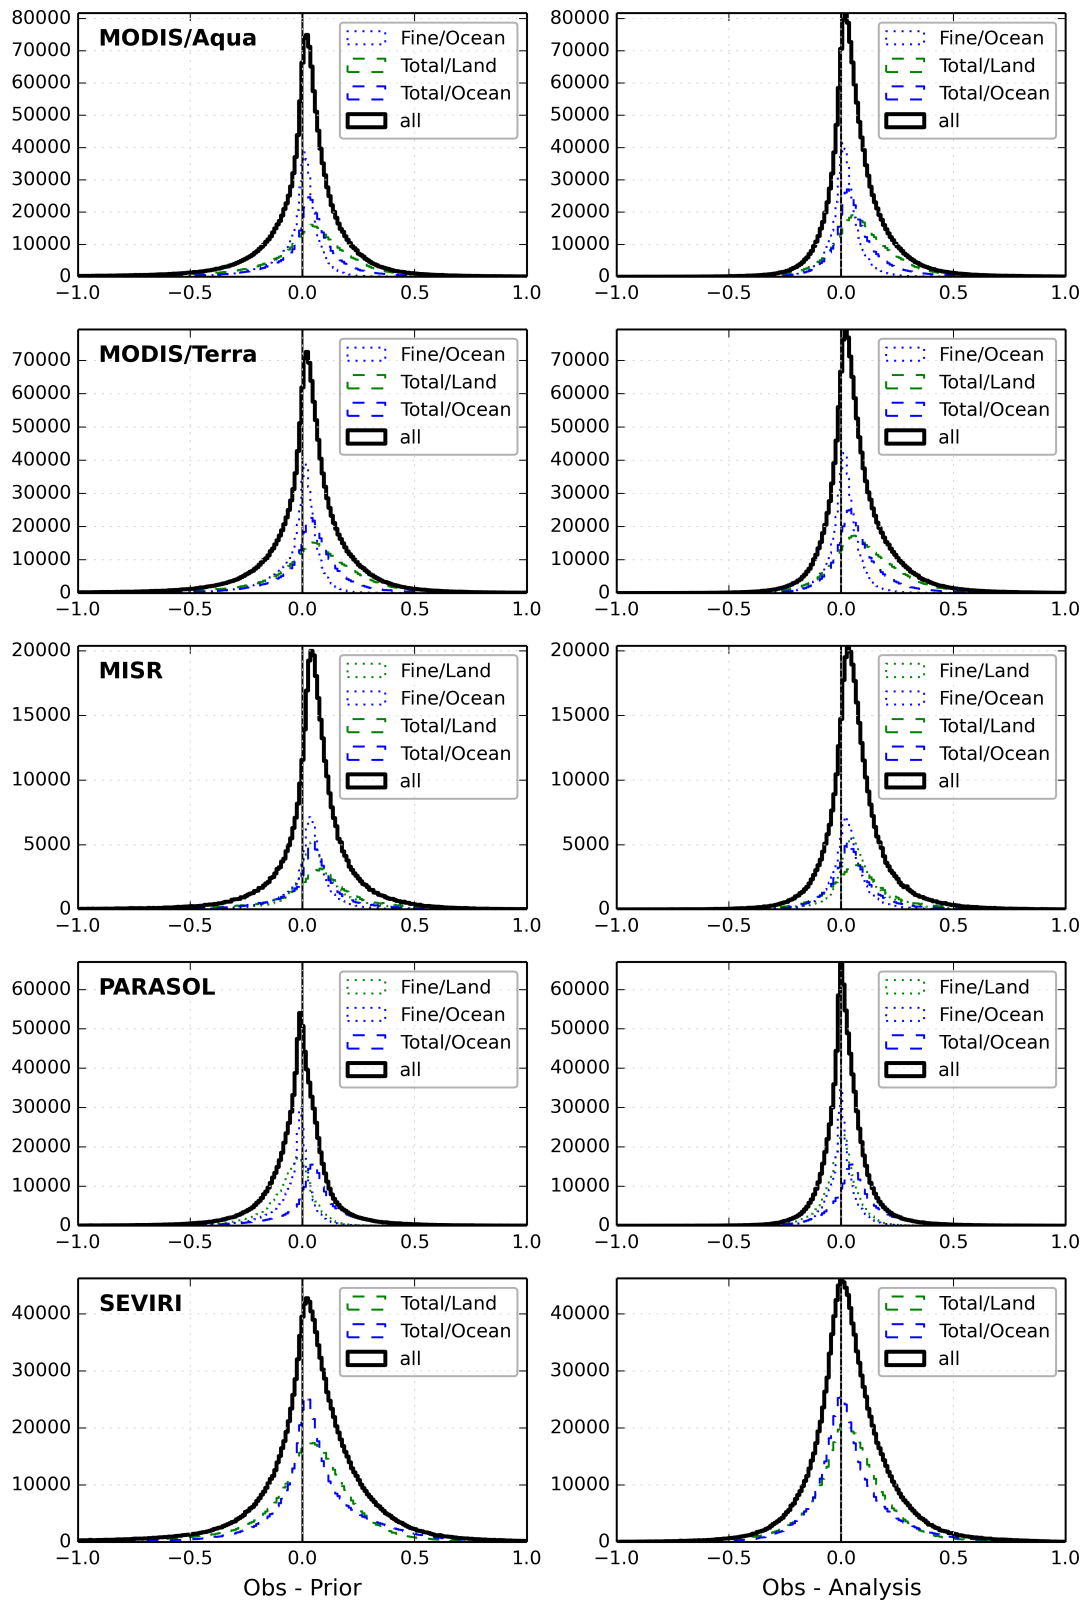 80000
70000
60000
50000
40000
30000
20000
10000
0
MODIS/Aqua
Fine/Ocean
Total/Land
Total/Ocean
all
−1.0 −0.5 0.0 0.5 1.0
80000
70000
60000
50000
40000
30000
20000
10000
0
Fine/Ocean
Total/Land
Total/Ocean
all
−1.0 −0.5 0.0 0.5 1.0
70000
60000
50000
40000
30000
20000
10000
0
MODIS/Terra
Fine/Ocean
Total/Land
Total/Ocean
all
−1.0 −0.5 0.0 0.5 1.0
70000
60000
50000
40000
30000
20000
10000
0
Fine/Ocean
Total/Land
Total/Ocean
all
−1.0 −0.5 0.0 0.5 1.0
20000
15000
10000
5000
0
MISR
Fine/Land
Fine/Ocean
Total/Land
Total/Ocean
all
−1.0 −0.5 0.0 0.5 1.0
20000
15000
10000
5000
0
Fine/Land
Fine/Ocean
Total/Land
Total/Ocean
all
−1.0 −0.5 0.0 0.5 1.0
60000
50000
40000
30000
20000
10000
0
PARASOL
Fine/Land
Fine/Ocean
Total/Ocean
all
−1.0 −0.5 0.0 0.5 1.0
60000
50000
40000
30000
20000
10000
0
Fine/Land
Fine/Ocean
Total/Ocean
all
−1.0 −0.5 0.0 0.5 1.0
40000
30000
20000
10000
0
SEVIRI
Total/Land
Total/Ocean
all
−1.0 −0.5 0.0 0.5 1.0
Obs - Prior
40000
30000
20000
10000
0
Total/Land
Total/Ocean
all
−1.0 −0.5 0.0 0.5 1.0
Obs - Analysis